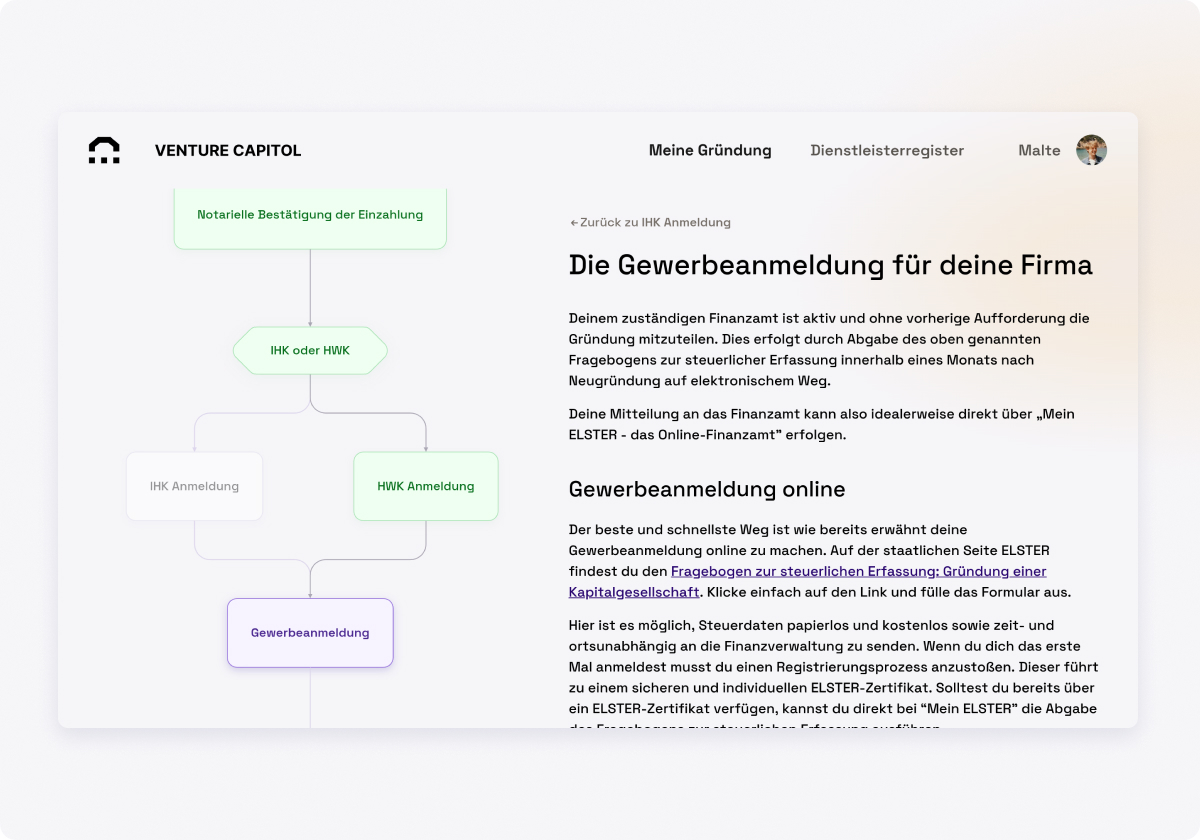 VENTURE CAPITOL
Meine Gründung
Dienstleisterregister
Malte
Notarielle Bestätigung der Einzahlung
IHK oder HWK
IHK Anmeldung
HWK Anmeldung
Gewerbeanmeldung
← Zurück zu IHK Anmeldung
Die Gewerbeanmeldung für deine Firma
Deinem zuständigen Finanzamt ist aktiv und ohne vorherige Aufforderung die
Gründung mitzuteilen. Dies erfolgt durch Abgabe des oben genannten
Fragebogens zur steuerlicher Erfassung innerhalb eines Monats nach
Neugründung auf elektronischem Weg.
Deine Mitteilung an das Finanzamt kann also idealerweise direkt über „Mein
ELSTER - das Online-Finanzamt” erfolgen.
Gewerbeanmeldung online
Der beste und schnellste Weg ist wie bereits erwähnt deine
Gewerbeanmeldung online zu machen. Auf der staatlichen Seite ELSTER
findest du den Fragebogen zur steuerlichen Erfassung: Gründung einer
Kapitalgesellschaft. Klicke einfach auf den Link und fülle das Formular aus.
Hier ist es möglich, Steuerdaten papierlos und kostenlos sowie zeit- und
ortsunabhängig an die Finanzverwaltung zu senden. Wenn du dich das erste
Mal anmeldest musst du einen Registrierungsprozess anzustoßen. Dieser führt
zu einem sicheren und individuellen ELSTER-Zertifikat. Solltest du bereits über
ein ELSTER-Zertifikat verfügen, kannst du direkt bei “Mein ELSTER” die Abgabe
des Fragebogens zur steuerlichen Erfassung ausführen.